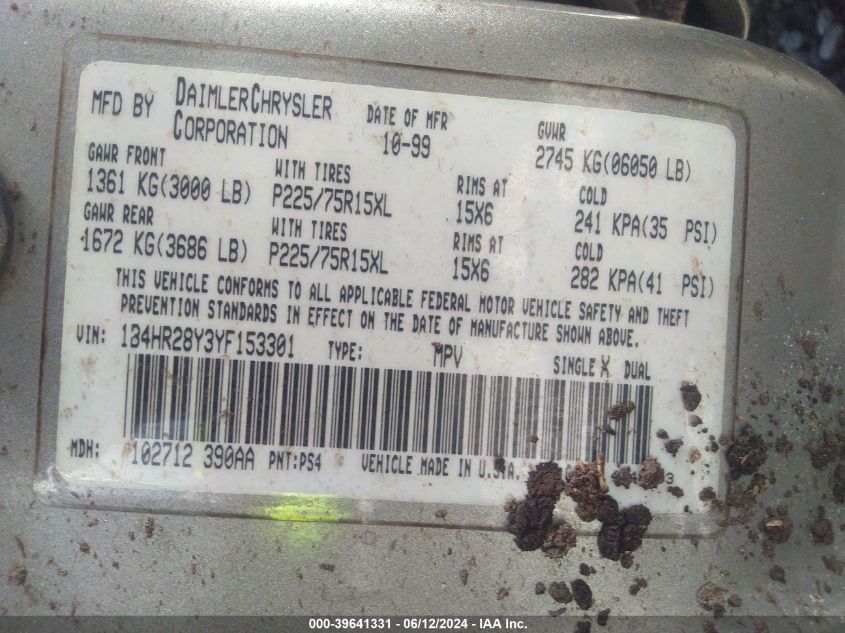 MFD BY DAIMLERCHRYSLER CORPORATION DATE OF MFR 10-99 GVWR 2745 KG(06050 LB)
GAWR FRONT WITH TIRES RIMS AT COLD
1361 KG(3000 LB) P225/75R15XL 15X6 241 KPA(35 PSI)
GAWR REAR WITH TIRES RIMS AT COLD
1672 KG(3686 LB) P225/75R15XL 15X6 282 KPA(41 PSI)
THIS VEHICLE CONFORMS TO ALL APPLICABLE FEDERAL MOTOR VEHICLE SAFETY AND THEFT
PREVENTION STANDARDS IN EFFECT ON THE DATE OF MANUFACTURE SHOWN ABOVE.
VIN: 1B4HR28Y3YF153301 TYPE: MPV SINGLE X DUAL
MDH: 102712 390AA PNT:PS4 VEHICLE MADE IN U.S.A.
000-39641331 - 06/12/2024 - IAA Inc.